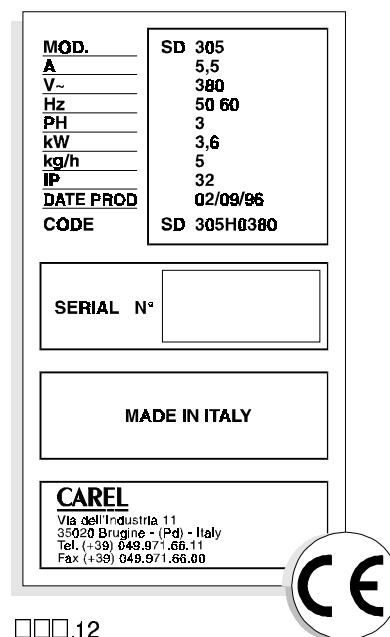 MOD. SD 305
A 5,5
V~ 380
Hz 50 60
PH 3
kW 3,6
kg/h 5
IP 32
DATE PROD 02/09/96
CODE SD 305H0380
SERIAL N°
MADE IN ITALY
CAREL
Via dell'Industria 11
35020 Brugine - (Pd) - Italy
Tel. (+39) 049.971.66.11
Fax (+39) 049.971.66.00
CE
□□□.12